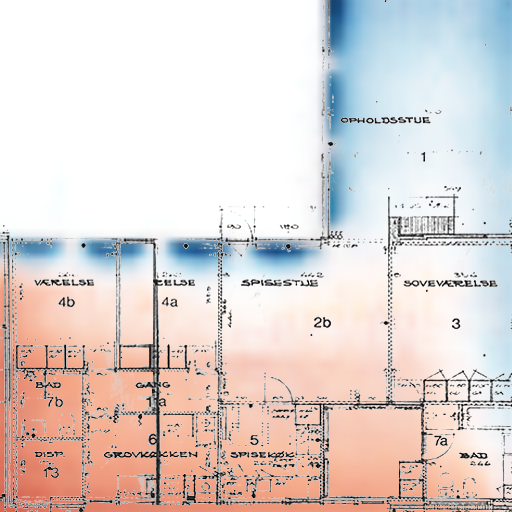 OPHOLDSSTUE
1
VÆRELSE
4b
ELSE
4a
SPISESTUE
2b
SOVEVÆRELSE
3
BAD
7b
GANG
6
GROVKØKKEN
5
SPISEKØK
7a
BAD
DISP.
13